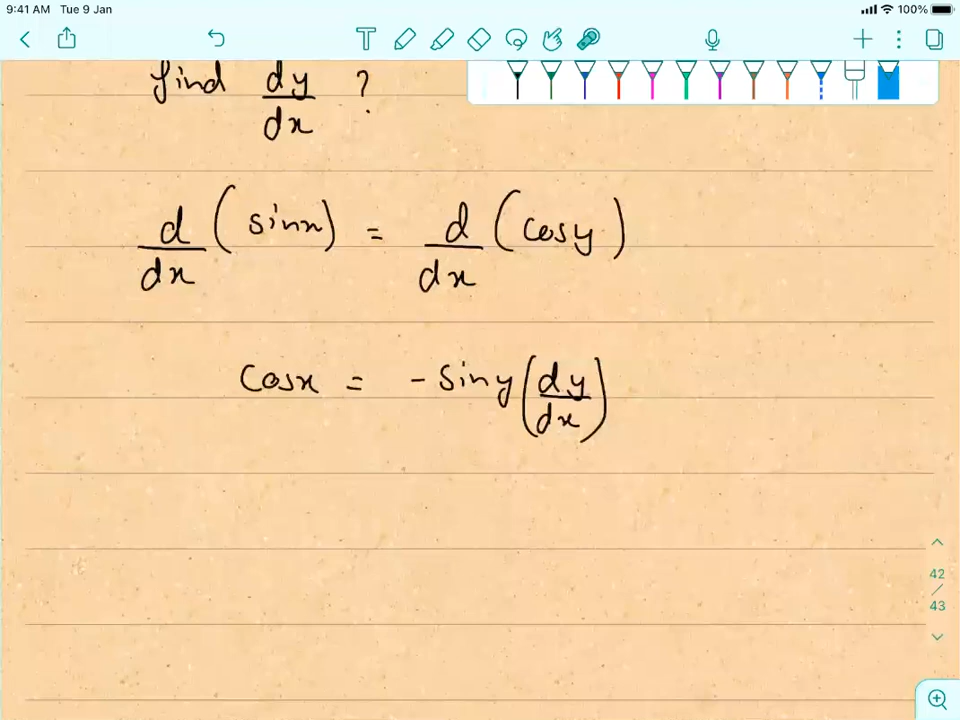 9:41 AM Tue 9 Jan 100%
T
find dy/dx ?
d/dx (sinx) = d/dx (cosy)
cosx = -siny(dy/dx)
42
/
43